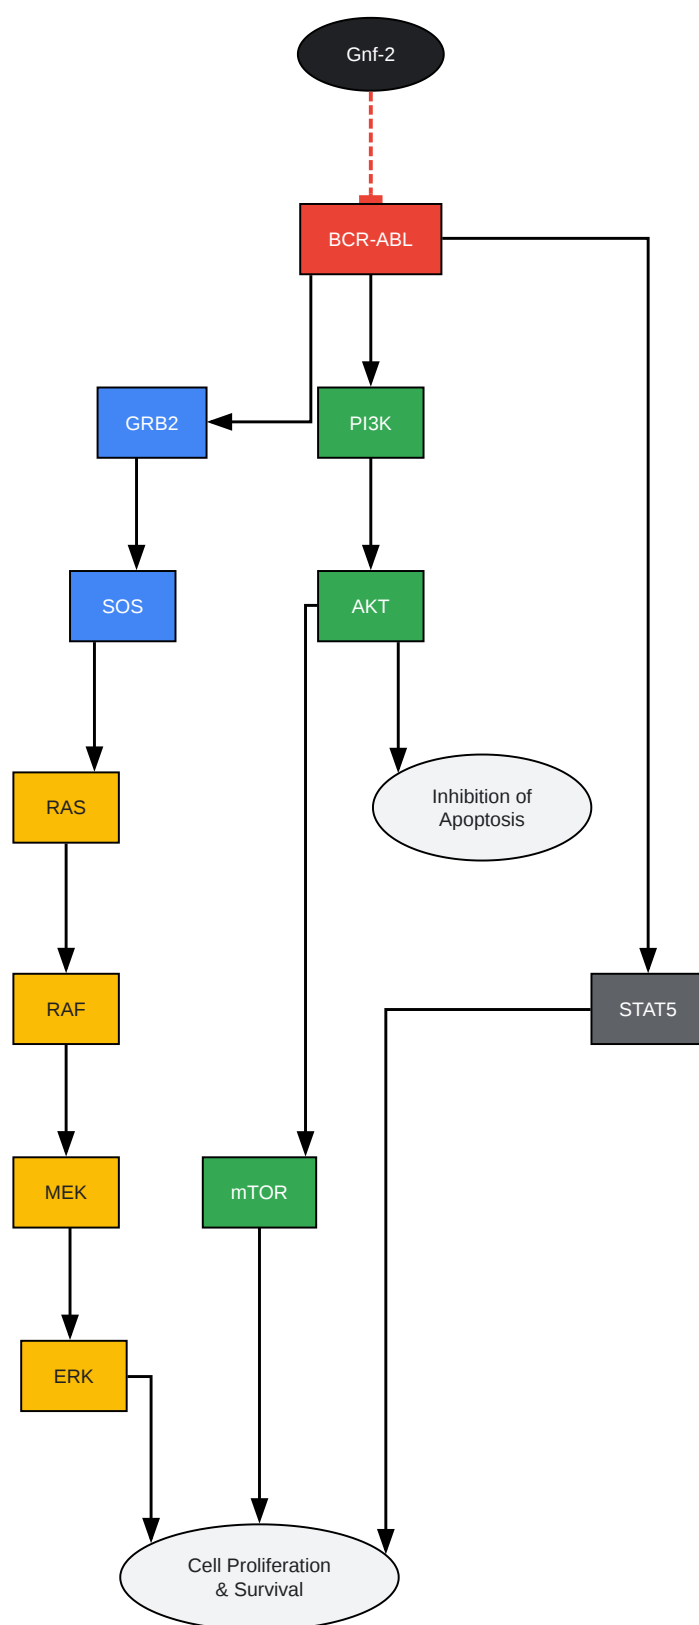 Gnf-2
BCR-ABL
GRB2
PI3K
SOS
AKT
Inhibition of
Apoptosis
RAS
RAF
STAT5
MEK
mTOR
ERK
Cell Proliferation
& Survival